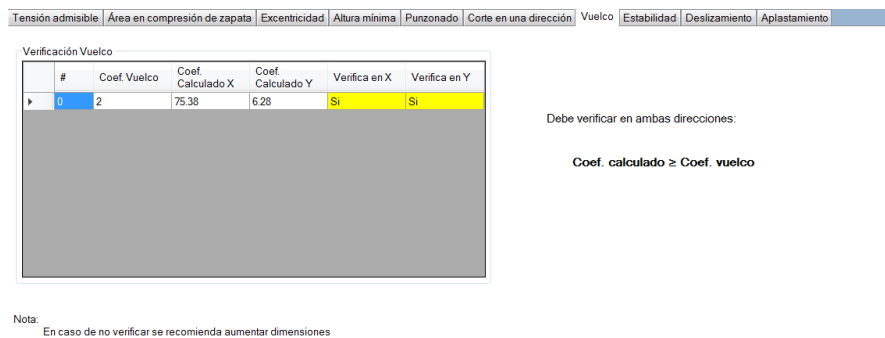 Tensión admisible Área en compresión de zapata Excentricidad Altura mínima Punzonado Corte en una dirección Vuelco Estabilidad Deslizamiento Aplastamiento
Verificación Vuelco
# Coef. Vuelco Coef. Calculado X Coef. Calculado Y Verifica en X Verifica en Y
0 2 75.38 6.28 Si Si
Debe verificar en ambas direcciones:
Coef. calculado ≥ Coef. vuelco
Nota:
En caso de no verificar se recomienda aumentar dimensiones